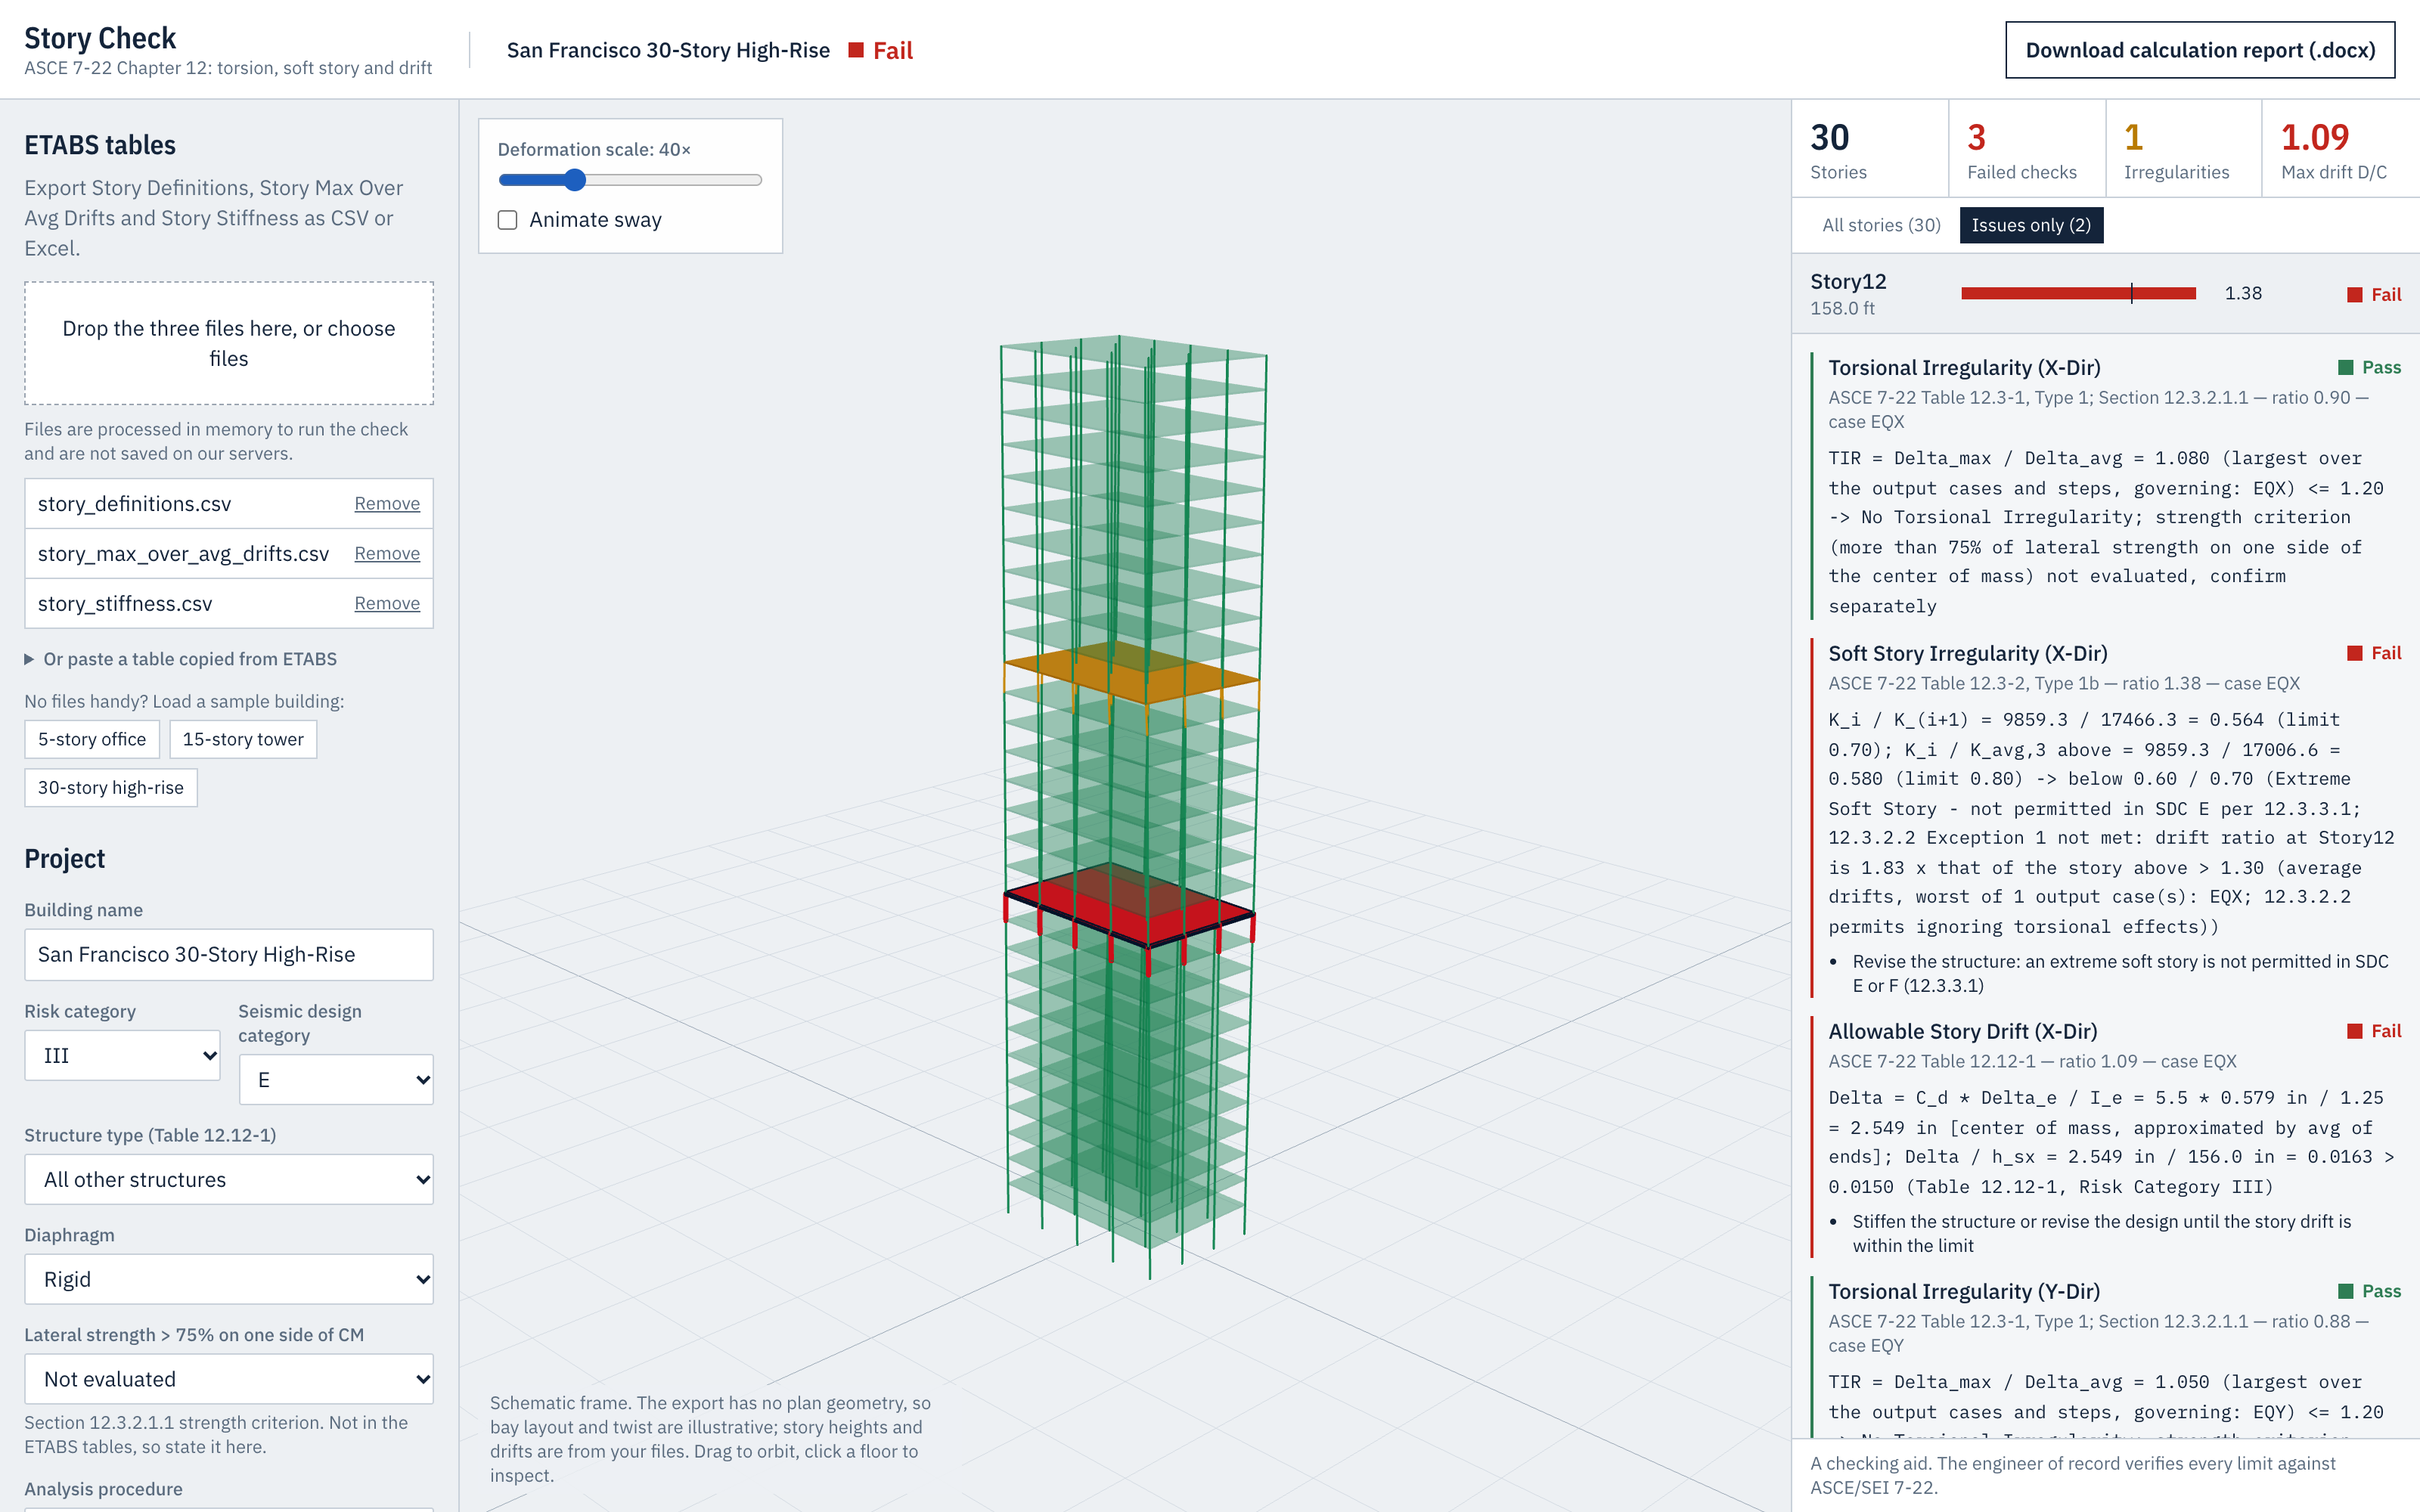 Story Check
ASCE 7-22 Chapter 12: torsion, soft story and drift
San Francisco 30-Story High-Rise
Fail
Download calculation report (.docx)
ETABS tables
Export Story Definitions, Story Max Over
Avg Drifts and Story Stiffness as CSV or
Excel.
Drop the three files here, or choose
files
Files are processed in memory to run the check
and are not saved on our servers.
story_definitions.csv Remove
story_max_over_avg_drifts.csv Remove
story_stiffness.csv Remove
Or paste a table copied from ETABS
No files handy? Load a sample building:
5-story office 15-story tower
30-story high-rise
Project
Building name
San Francisco 30-Story High-Rise
Risk category
III
Seismic design
category
E
Structure type (Table 12.12-1)
All other structures
Diaphragm
Rigid
Lateral strength > 75% on one side of CM
Not evaluated
Section 12.3.2.1.1 strength criterion. Not in the
ETABS tables, so state it here.
Analysis procedure
Deformation scale: 40×
Animate sway
Schematic frame. The export has no plan geometry, so
bay layout and twist are illustrative; story heights and
drifts are from your files. Drag to orbit, click a floor to
inspect.
30
Stories
3
Failed checks
1
Irregularities
1.09
Max drift D/C
All stories (30) Issues only (2)
Story12
158.0 ft
1.38
Fail
Torsional Irregularity (X-Dir) Pass
ASCE 7-22 Table 12.3-1, Type 1; Section 12.3.2.1.1 — ratio 0.90 —
case EQX
TIR = Delta_max / Delta_avg = 1.080 (largest over
the output cases and steps, governing: EQX) <= 1.20
-> No Torsional Irregularity; strength criterion
(more than 75% of lateral strength on one side of
the center of mass) not evaluated, confirm
separately
Soft Story Irregularity (X-Dir) Fail
ASCE 7-22 Table 12.3-2, Type 1b — ratio 1.38 — case EQX
K_i / K_(i+1) = 9859.3 / 17466.3 = 0.564 (limit
0.70); K_i / K_avg,3 above = 9859.3 / 17006.6 =
0.580 (limit 0.80) -> below 0.60 / 0.70 (Extreme
Soft Story - not permitted in SDC E per 12.3.3.1;
12.3.2.2 Exception 1 not met: drift ratio at Story12
is 1.83 x that of the story above > 1.30 (average
drifts, worst of 1 output case(s): EQX; 12.3.2.2
permits ignoring torsional effects))
• Revise the structure: an extreme soft story is not permitted in SDC
E or F (12.3.3.1)
Allowable Story Drift (X-Dir) Fail
ASCE 7-22 Table 12.12-1 — ratio 1.09 — case EQX
Delta = C_d * Delta_e / I_e = 5.5 * 0.579 in / 1.25
= 2.549 in [center of mass, approximated by avg of
ends]; Delta / h_sx = 2.549 in / 156.0 in = 0.0163 >
0.0150 (Table 12.12-1, Risk Category III)
• Stiffen the structure or revise the design until the story drift is
within the limit
Torsional Irregularity (Y-Dir) Pass
ASCE 7-22 Table 12.3-1, Type 1; Section 12.3.2.1.1 — ratio 0.88 —
case EQY
TIR = Delta_max / Delta_avg = 1.050 (largest over
the output cases and steps, governing: EQY) <= 1.20
A checking aid. The engineer of record verifies every limit against
ASCE/SEI 7-22.